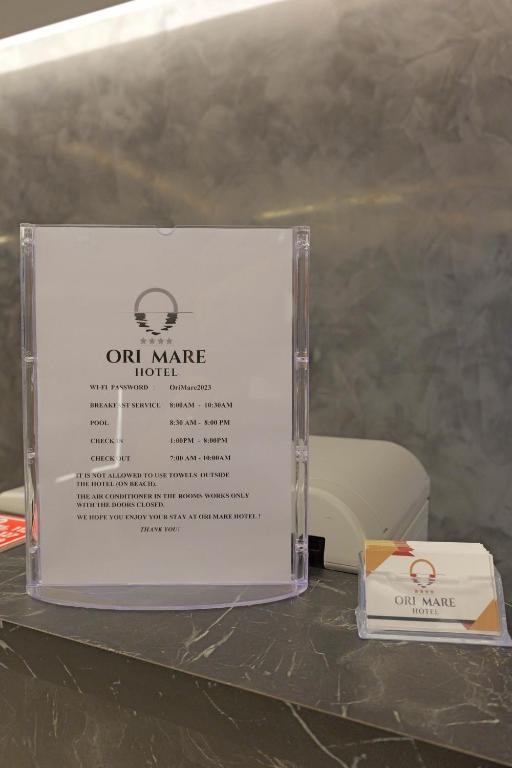 ORI MARE
HOTEL
WI-FI PASSWORD : OriMare2023
BREAKFAST SERVICE 8:00AM - 10:30AM
POOL 8:30 AM - 8:00 PM
CHECK IN 1:00PM - 8:00PM
CHECK OUT 7:00 AM - 10:00AM
IT IS NOT ALLOWED TO USE TOWELS OUTSIDE
THE HOTEL (ON BEACH).
THE AIR CONDITIONER IN THE ROOMS WORKS ONLY
WITH THE DOORS CLOSED.
WE HOPE YOU ENJOY YOUR STAY AT ORI MARE HOTEL !
THANK YOU!
ORI MARE
HOTEL